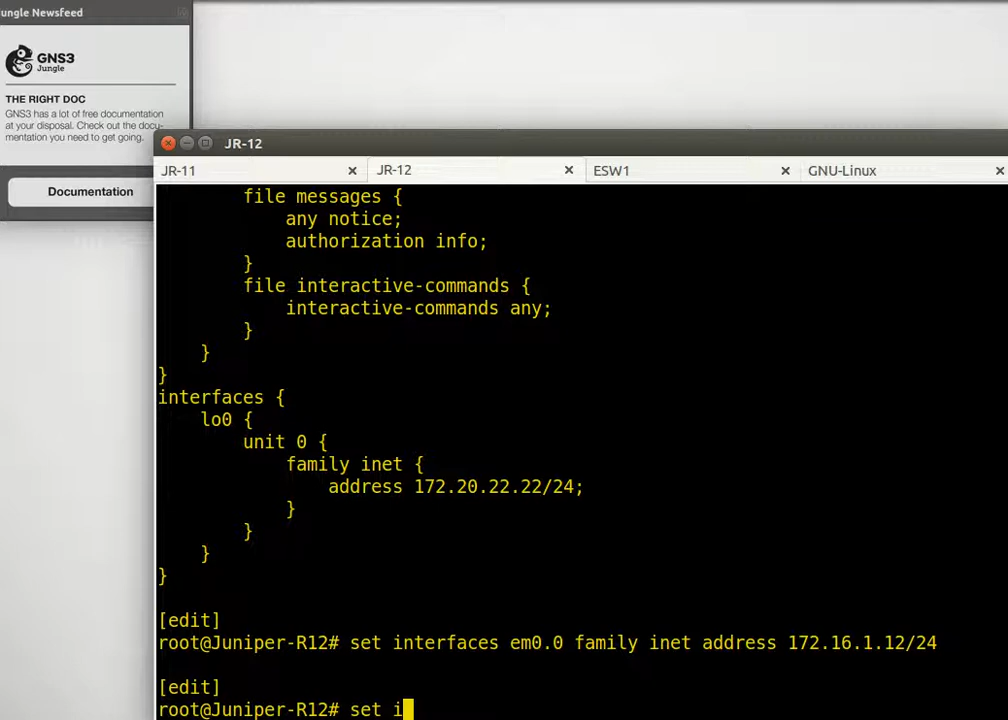 ungle Newsfeed
GNS3
Jungle
THE RIGHT DOC
GNS3 has a lot of free documentation
at your disposal. Check out the docu-
mentation you need to get going.
Documentation
JR-12
JR-11
JR-12
ESW1
GNU-Linux
file messages {
any notice;
authorization info;
}
file interactive-commands {
interactive-commands any;
}
}
}
interfaces {
lo0 {
unit 0 {
family inet {
address 172.20.22.22/24;
}
}
}
}
[edit]
root@Juniper-R12# set interfaces em0.0 family inet address 172.16.1.12/24
[edit]
root@Juniper-R12# set i